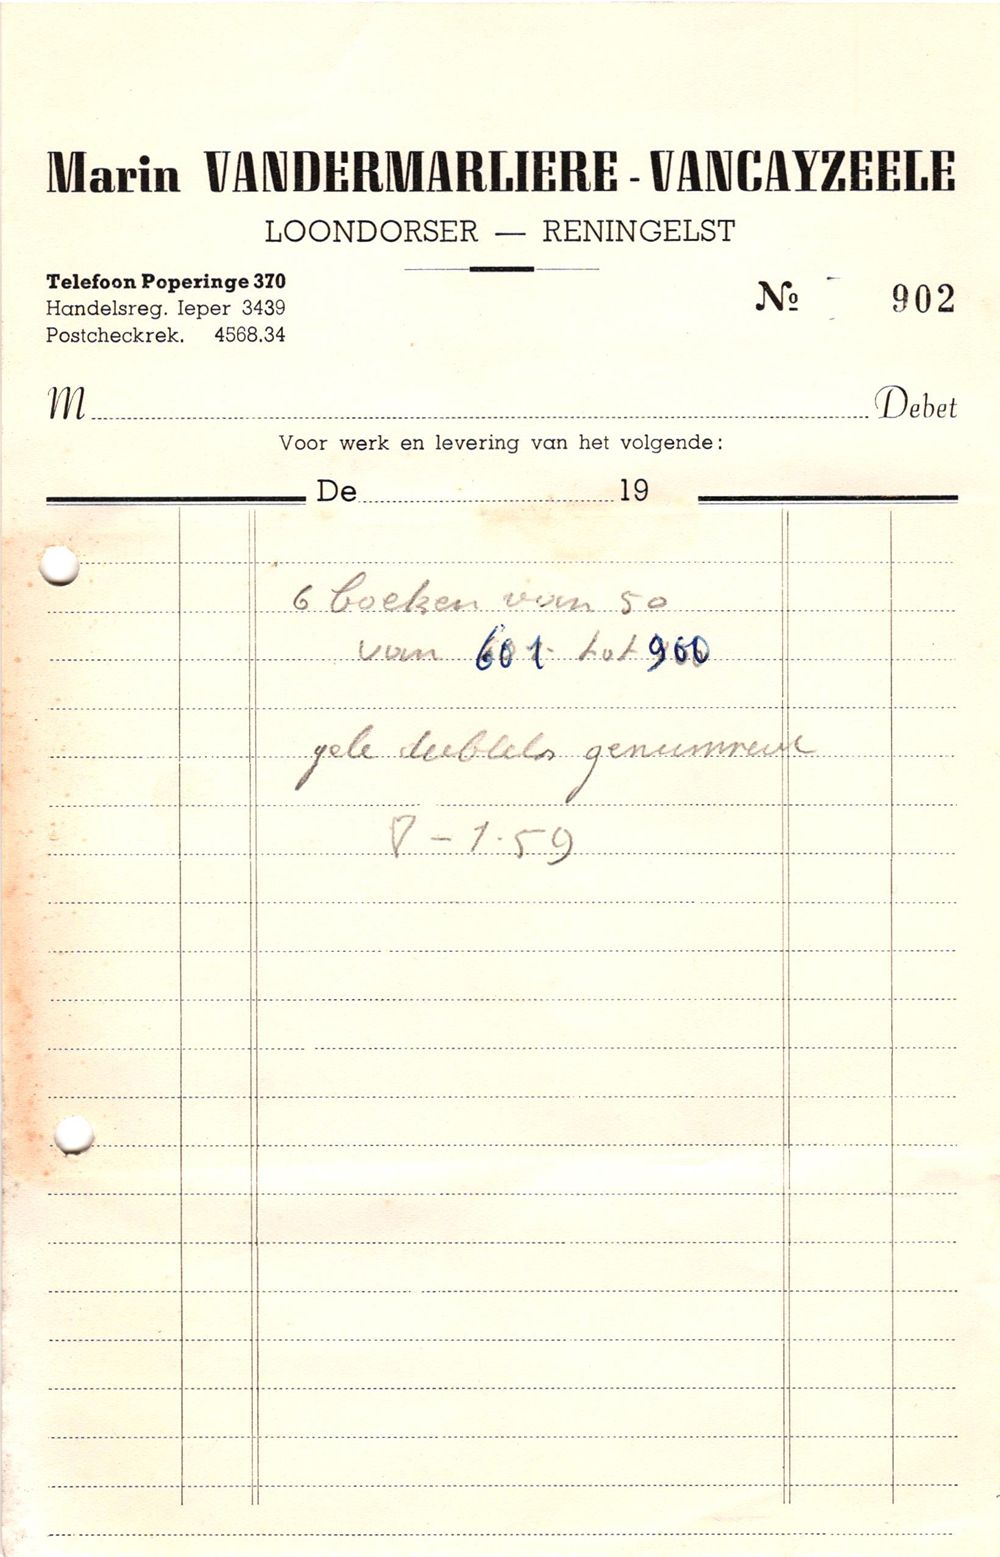 Marin VANDERMARLIERE - VANCAYZEELE
LOONDORSER — RENINGELST
Telefoon Poperinge 370
Handelsreg. Ieper 3439
Postcheckrek. 4568.34
№ 902
M Debet
Voor werk en levering van het volgende:
De 19
6 boeken van 50
van 601 tot 900
gele dubbels genummerd
8 - 1.59